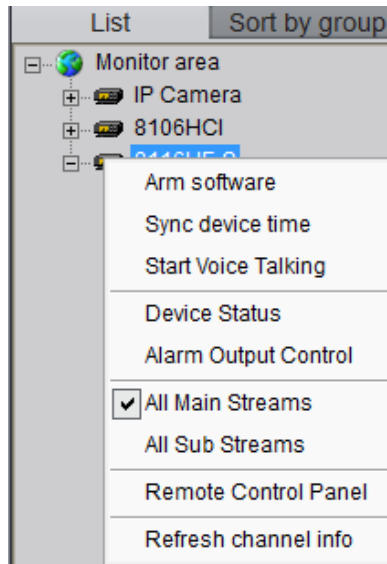 List
Sort by group
Monitor area
IP Camera
8106HCI
Arm software
Sync device time
Start Voice Talking
Device Status
Alarm Output Control
All Main Streams
All Sub Streams
Remote Control Panel
Refresh channel info